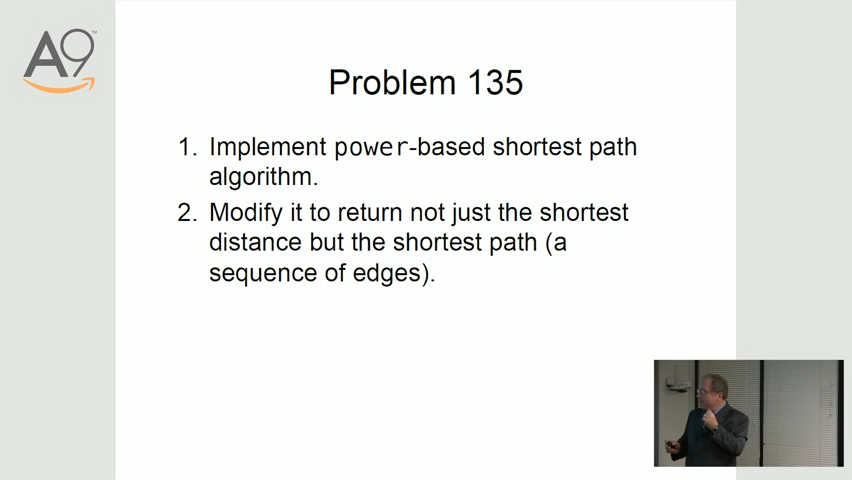 A9™
Problem 135
1. Implement power-based shortest path
algorithm.
2. Modify it to return not just the shortest
distance but the shortest path (a
sequence of edges).